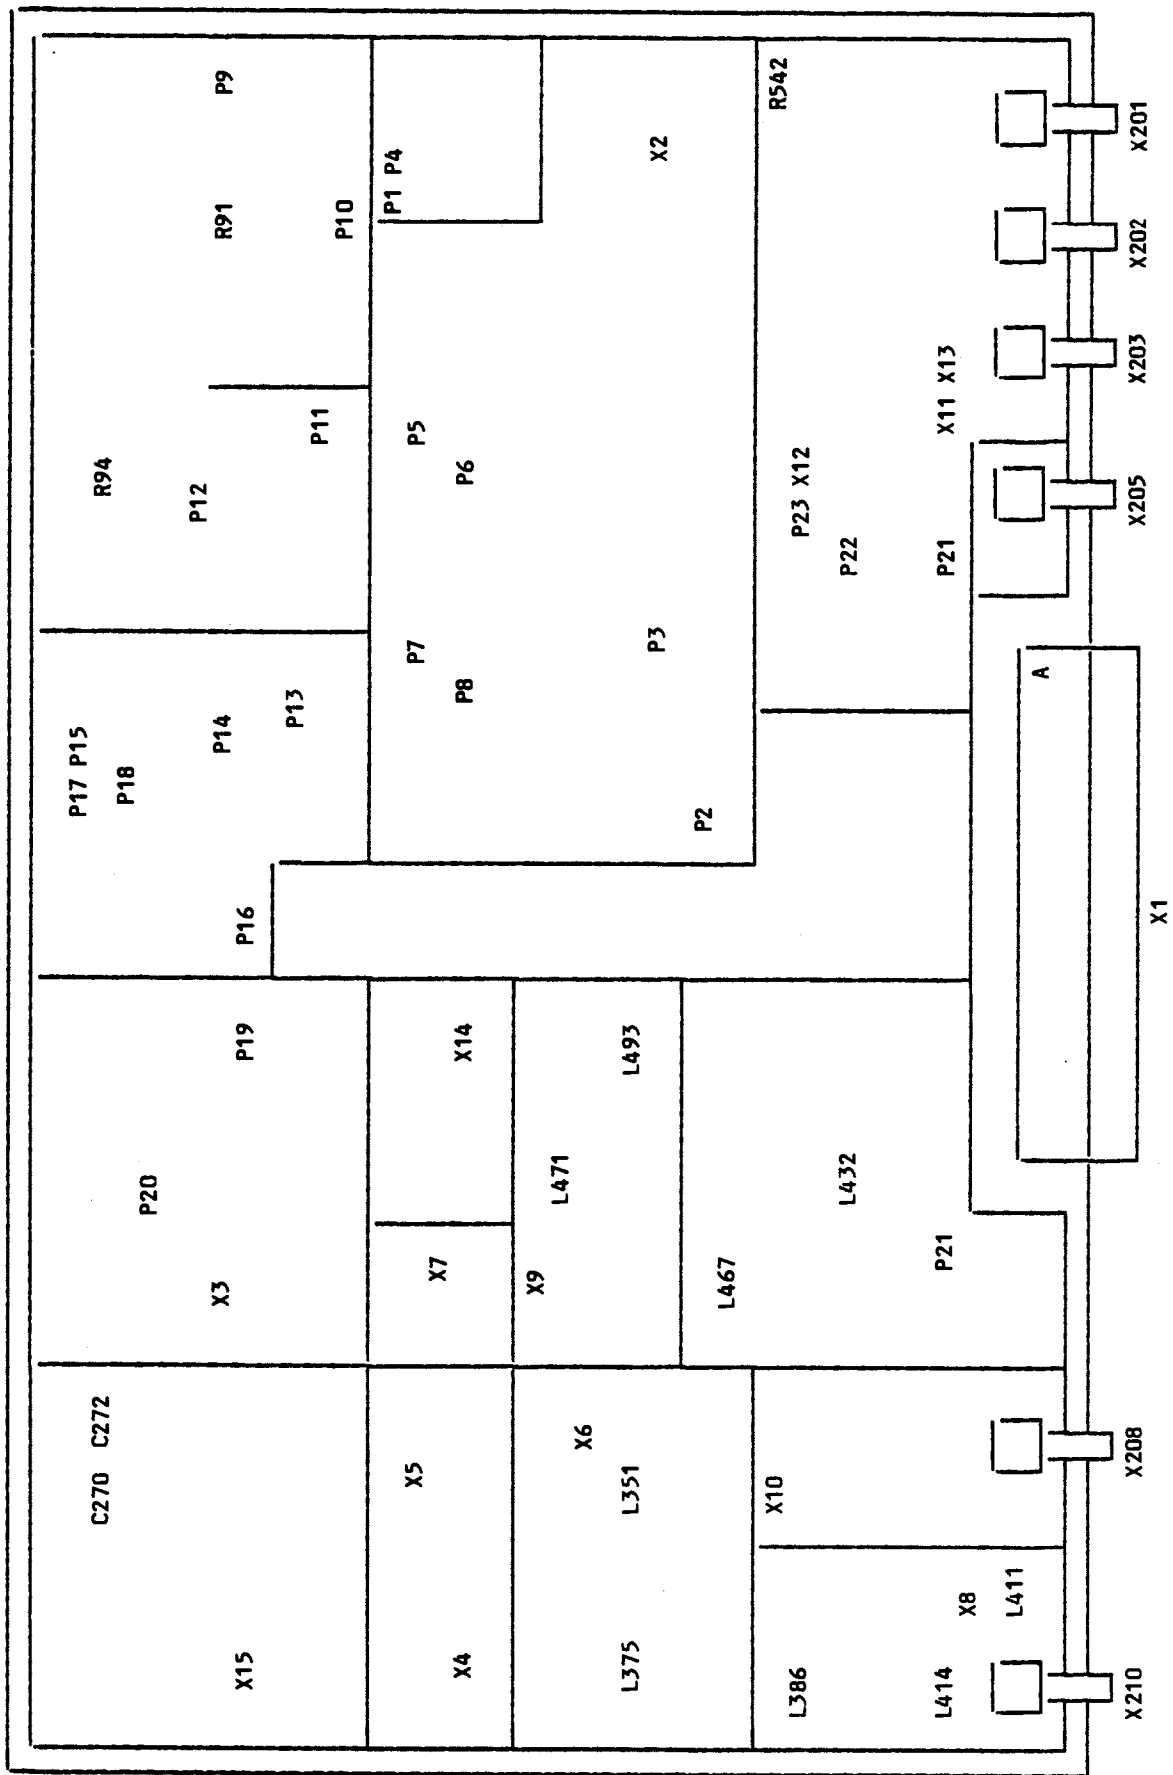 P17 P15
C270 C272 R94
P18
P20
P12
X3 P14 R91 P9
X15 P19 P16
P13
P11
P10
P1 P4
X5 P7 P5
X7
X4 X14 P8 P6
X9
L471
X6
L375 L351 L493
P3 X2
P2
L467
X10 R542
L386 P23 X12
L432 P22
L414 P21 P21 X11 X13
X8
L411
A
X210 X208 X205 X203 X202 X201
X1